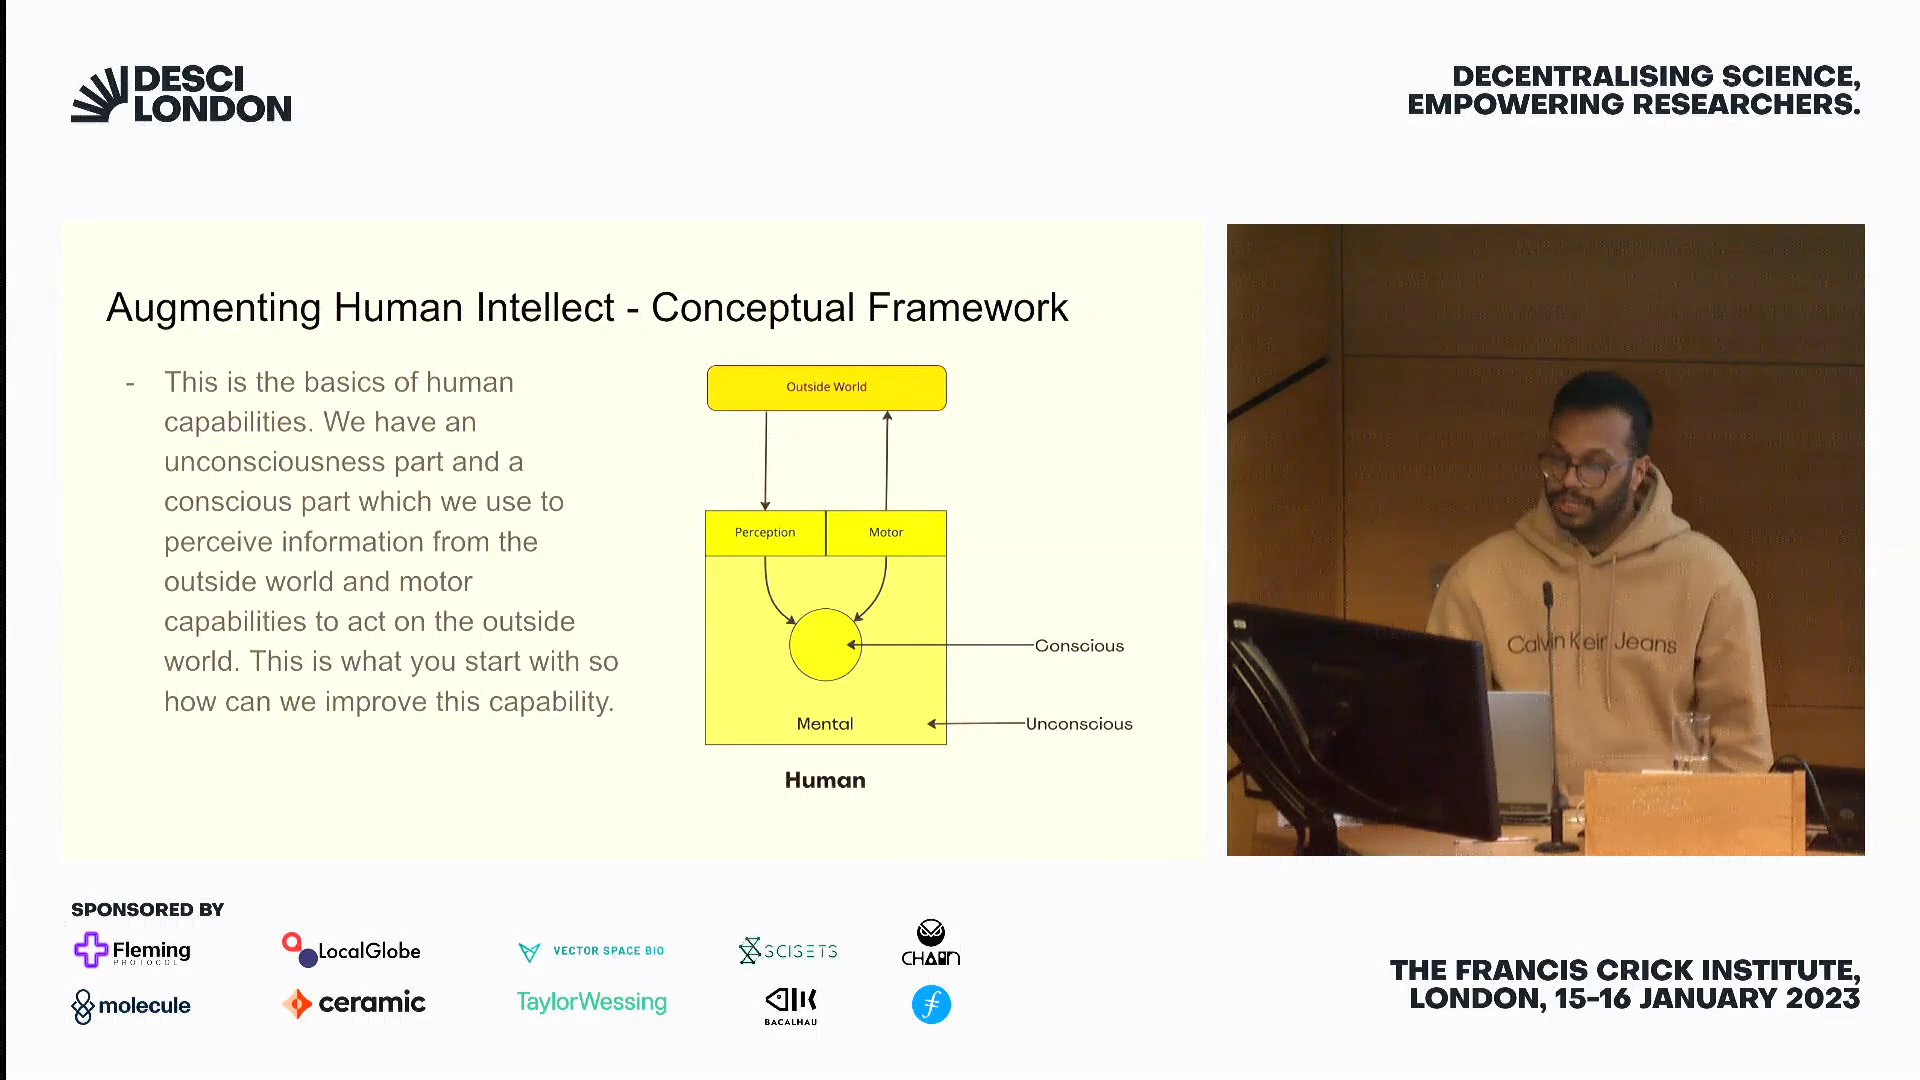 DESCI
LONDON
DECENTRALISING SCIENCE,
EMPOWERING RESEARCHERS.
Augmenting Human Intellect - Conceptual Framework
- This is the basics of human
capabilities. We have an
unconsciousness part and a
conscious part which we use to
perceive information from the
outside world and motor
capabilities to act on the outside
world. This is what you start with so
how can we improve this capability.
Outside World
Perception
Motor
Conscious
Mental
Unconscious
Human
Calvin Klein Jeans
SPONSORED BY
Fleming
PROTOCOL
LocalGlobe
VECTOR SPACE BIO
SCISETS
CHAIN
molecule
ceramic
TaylorWessing
BACALHAU
THE FRANCIS CRICK INSTITUTE,
LONDON, 15-16 JANUARY 2023